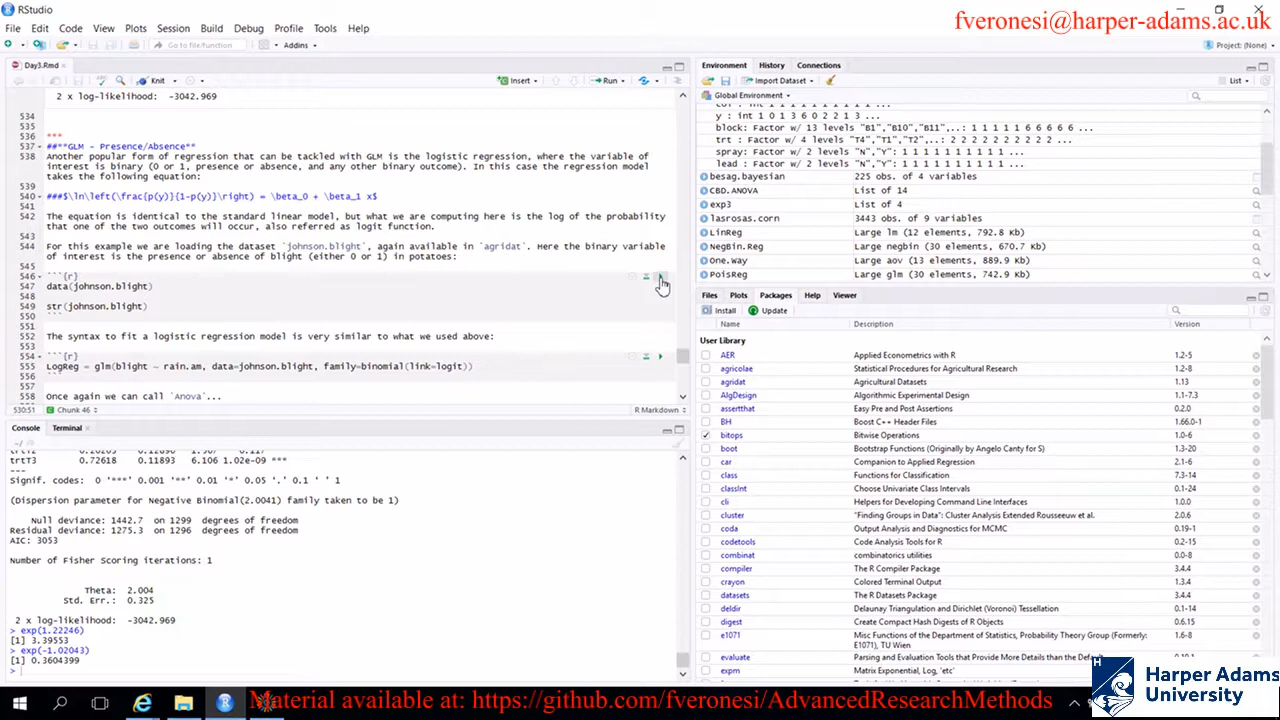 RStudio
fveronesi@harper-adams.ac.uk
File Edit Code View Plots Session Build Debug Profile Tools Help
Go to file/function Addins
Project: (None)
Day3.Rmd
Knit Insert Run
2 x log-likelihood: -3042.969
534
535
536 ***
537 ##**GLM - Presence/Absence**
538 Another popular form of regression that can be tackled with GLM is the logistic regression, where the variable of
interest is binary (0 or 1, presence or absence, and any other binary outcome). In this case the regression model
takes the following equation:
539
540 ###$\ln\left(\frac{p(y)}{1-p(y)}\right) = \beta_0 + \beta_1 x$
541
542 The equation is identical to the standard linear model, but what we are computing here is the log of the probability
that one of the two outcomes will occur, also referred as logit function.
543
544 For this example we are loading the dataset `johnson.blight`, again available in `agridat`. Here the binary variable
of interest is the presence or absence of blight (either 0 or 1) in potatoes:
545
546 ```{r}
547 data(johnson.blight)
548
549 str(johnson.blight)
550 ```
551
552 The syntax to fit a logistic regression model is very similar to what we used above:
553
554 ```{r}
555 LogReg = glm(blight ~ rain.am, data=johnson.blight, family=binomial(link=logit))
556 ```
557
558 Once again we can call `Anova`...
530:51 Chunk 46 R Markdown
Console Terminal
~/
trtT3 0.72618 0.11893 6.106 1.02e-09 ***
---
Signif. codes: 0 '***' 0.001 '**' 0.01 '*' 0.05 '.' 0.1 ' ' 1
(Dispersion parameter for Negative Binomial(2.0041) family taken to be 1)
Null deviance: 1442.7 on 1299 degrees of freedom
Residual deviance: 1275.3 on 1296 degrees of freedom
AIC: 3053
Number of Fisher Scoring iterations: 1
Theta: 2.004
Std. Err.: 0.325
2 x log-likelihood: -3042.969
> exp(1.22246)
[1] 3.39553
> exp(-1.02043)
[1] 0.3604399
>
Environment History Connections
Import Dataset List
Global Environment
y : int 1 0 1 3 6 0 2 2 1 3 ...
block: Factor w/ 13 levels "B1","B10","B11",..: 1 1 1 1 1 6 6 6 6 6 ...
trt : Factor w/ 4 levels "T4","T1","T2",..: 2 2 2 2 2 2 2 2 2 2 ...
spray: Factor w/ 2 levels "N","Y": 1 1 1 1 1 1 1 1 1 1 ...
lead : Factor w/ 2 levels "N","Y": 1 1 1 1 1 1 1 1 1 1 ...
besag.bayesian 225 obs. of 4 variables
CBD.ANOVA List of 14
exp3 List of 4
lasrosas.corn 3443 obs. of 9 variables
LinReg Large lm (12 elements, 792.8 Kb)
NegBin.Reg Large negbin (30 elements, 670.7 Kb)
One.way Large aov (13 elements, 889.9 Kb)
PoisReg Large glm (30 elements, 742.9 Kb)
Files Plots Packages Help Viewer
Install Update
Name Description Version
User Library
AER Applied Econometrics with R 1.2-5
agricolae Statistical Procedures for Agricultural Research 1.2-8
agridat Agricultural Datasets 1.13
AlgDesign Algorithmic Experimental Design 1.1-7.3
assertthat Easy Pre and Post Assertions 0.2.0
BH Boost C++ Header Files 1.66.0-1
bitops Bitwise Operations 1.0-6
boot Bootstrap Functions (Originally by Angelo Canty for S) 1.3-20
car Companion to Applied Regression 2.1-6
class Functions for Classification 7.3-14
classInt Choose Univariate Class Intervals 0.1-24
cli Helpers for Developing Command Line Interfaces 1.0.0
cluster "Finding Groups in Data": Cluster Analysis Extended Rousseeuw et al. 2.0.6
coda Output Analysis and Diagnostics for MCMC 0.19-1
codetools Code Analysis Tools for R 0.2-15
combinat combinatorics utilities 0.0-8
compiler The R Compiler Package 3.4.4
crayon Colored Terminal Output 1.3.4
datasets The R Datasets Package 3.4.4
deldir Delaunay Triangulation and Dirichlet (Voronoi) Tessellation 0.1-14
digest Create Compact Hash Digests of R Objects 0.6.15
e1071 Misc Functions of the Department of Statistics, Probability Theory Group (Formerly: 1.6-8
E1071), TU Wien
evaluate Parsing and Evaluation Tools that Provide More Details than the Default
expm Matrix Exponential, Log, 'etc'
Harper Adams
University
Material available at: https://github.com/fveronesi/AdvancedResearchMethods